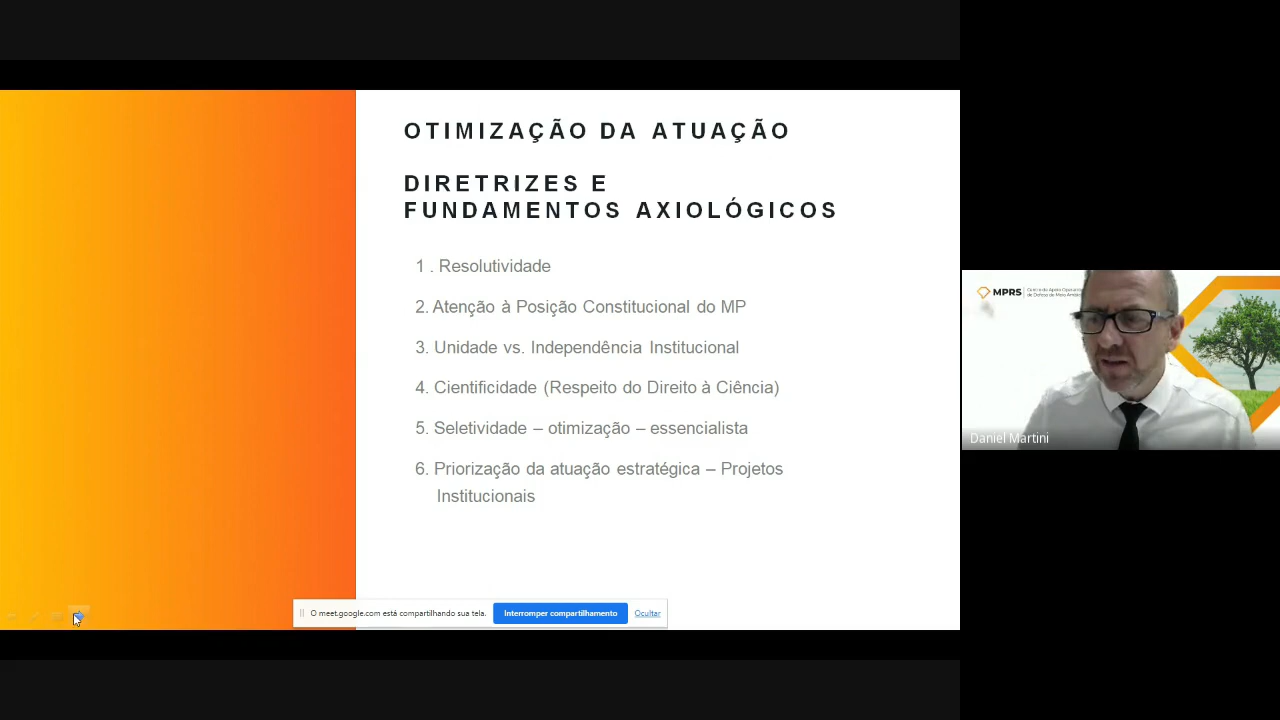 OTIMIZAÇÃO DA ATUAÇÃO
DIRETRIZES E
FUNDAMENTOS AXIOLÓGICOS
1 . Resolutividade
2. Atenção à Posição Constitucional do MP
3. Unidade vs. Independência Institucional
4. Cientificidade (Respeito do Direito à Ciência)
5. Seletividade – otimização – essencialista
6. Priorização da atuação estratégica – Projetos
Institucionais
O meet.google.com está compartilhando sua tela.
Interromper compartilhamento
Ocultar
MPRS
Daniel Martini